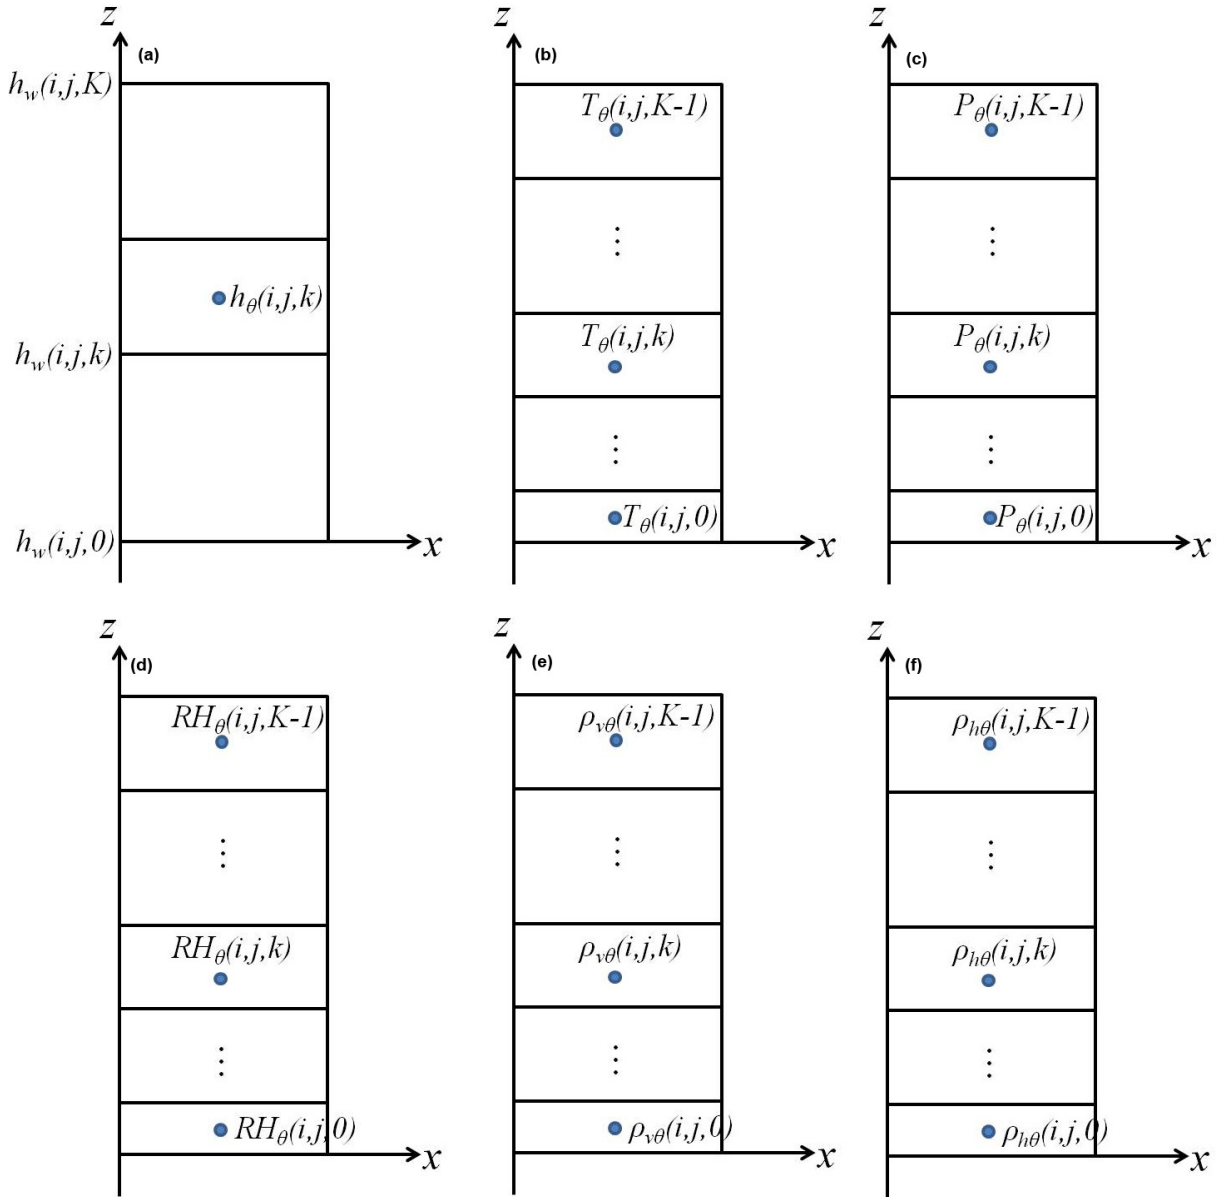 z
(a)
h_w(i,j,K)
h_θ(i,j,k)
h_w(i,j,k)
h_w(i,j,0)
x
z
(b)
T_θ(i,j,K-1)
⋮
T_θ(i,j,k)
⋮
T_θ(i,j,0)
x
z
(c)
P_θ(i,j,K-1)
⋮
P_θ(i,j,k)
⋮
P_θ(i,j,0)
x
z
(d)
RH_θ(i,j,K-1)
⋮
RH_θ(i,j,k)
⋮
RH_θ(i,j,0)
x
z
(e)
ρ_vθ(i,j,K-1)
⋮
ρ_vθ(i,j,k)
⋮
ρ_vθ(i,j,0)
x
z
(f)
ρ_hθ(i,j,K-1)
⋮
ρ_hθ(i,j,k)
⋮
ρ_hθ(i,j,0)
x